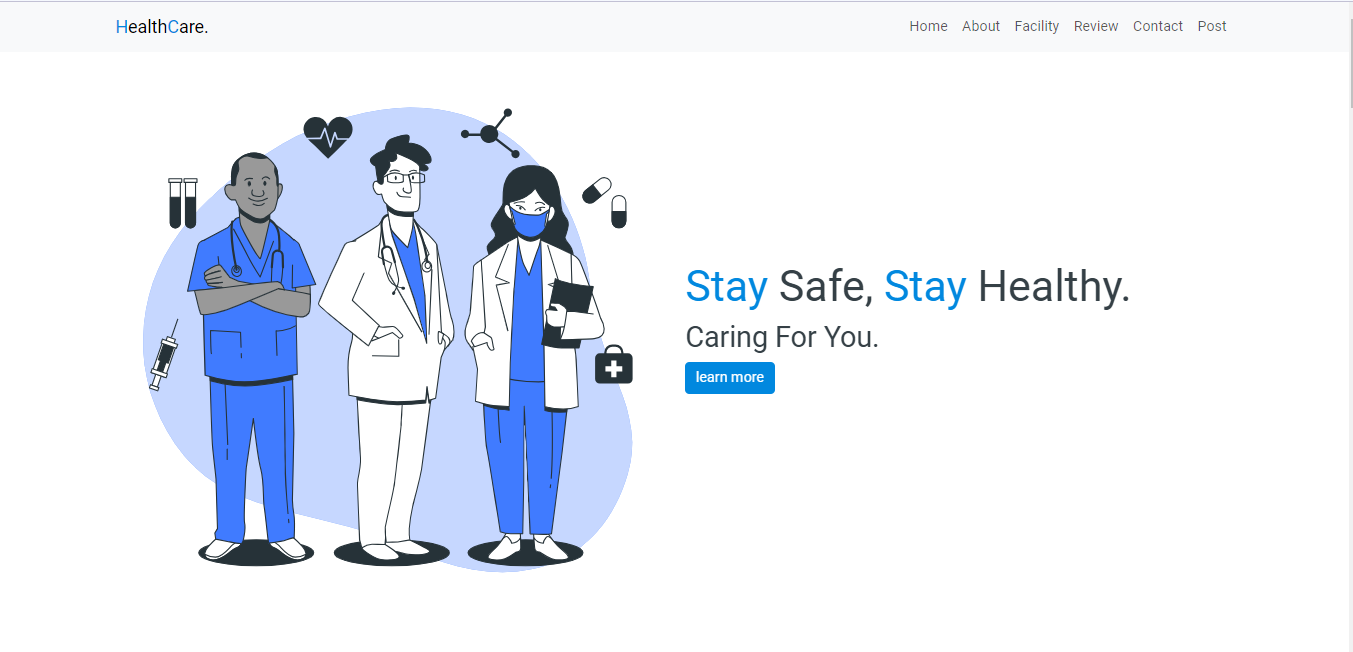 HealthCare.
Home About Facility Review Contact Post
Stay Safe, Stay Healthy.
Caring For You.
learn more